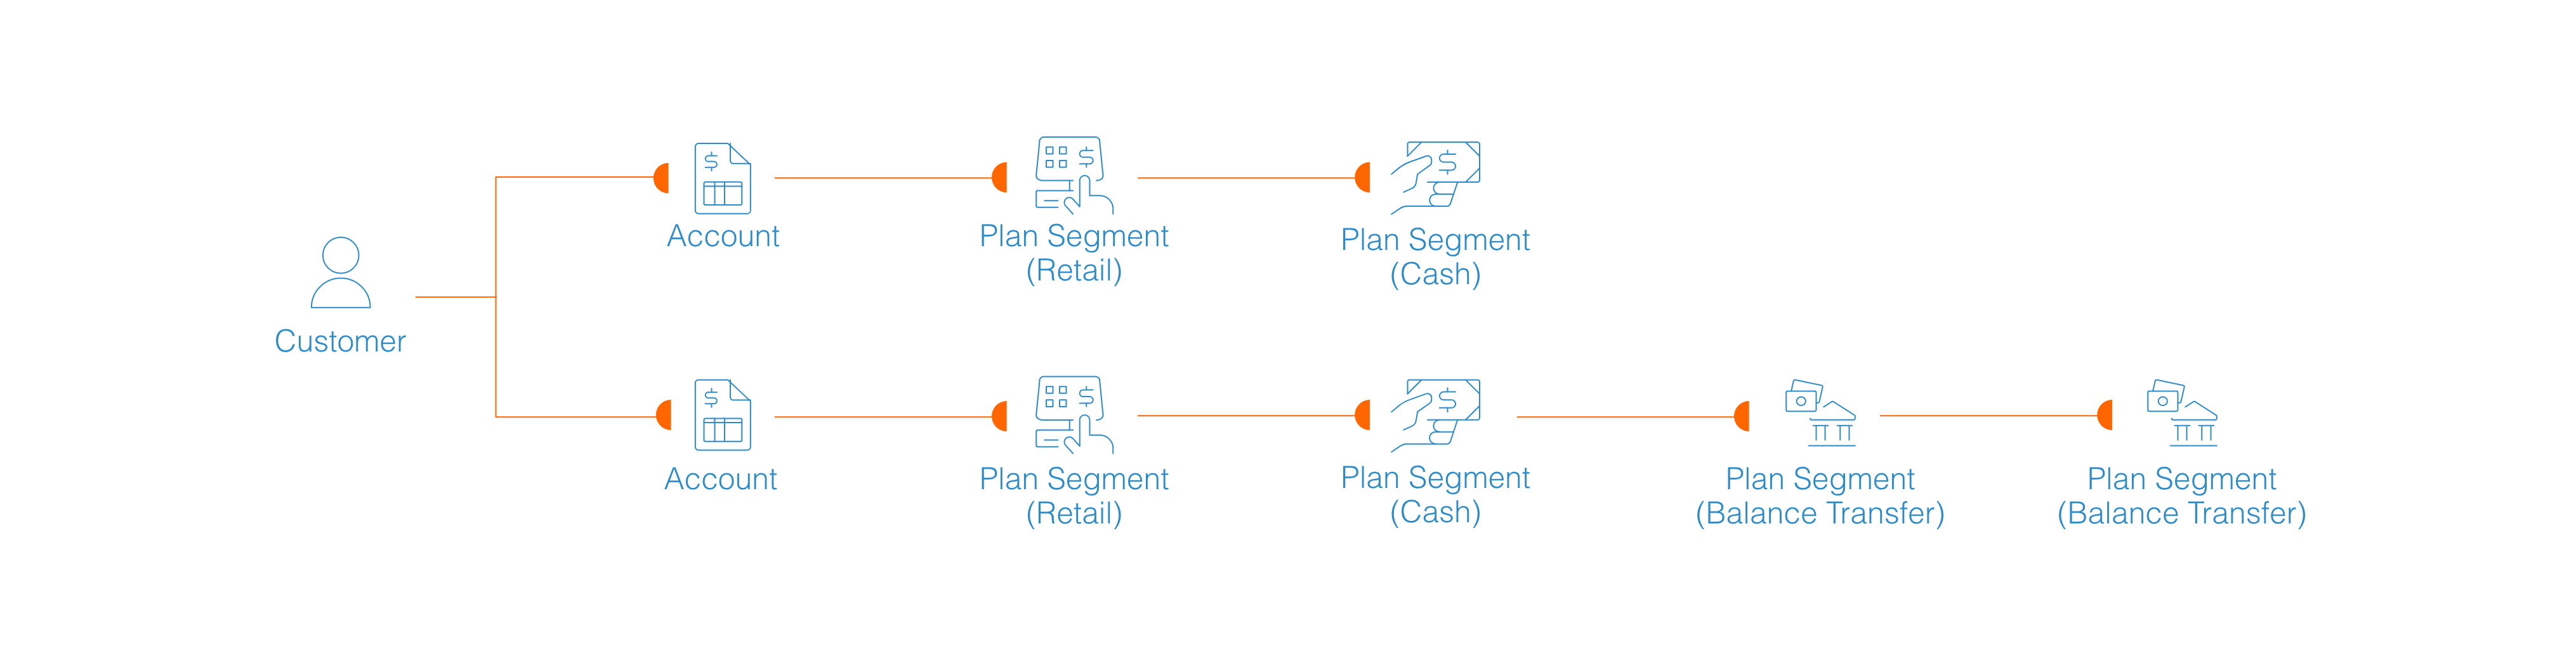 Customer
Account
Plan Segment
(Retail)
Plan Segment
(Cash)
Account
Plan Segment
(Retail)
Plan Segment
(Cash)
Plan Segment
(Balance Transfer)
Plan Segment
(Balance Transfer)